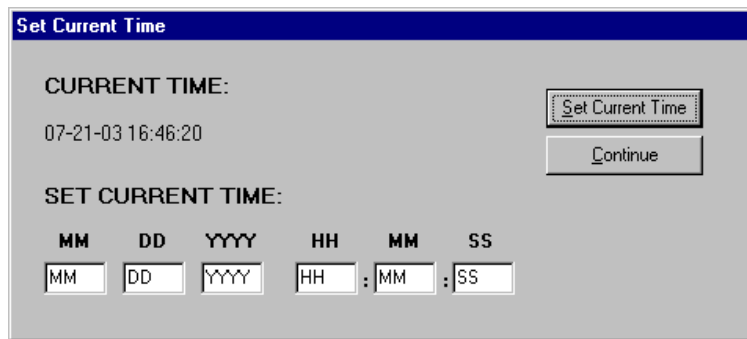 Set Current Time
CURRENT TIME:
Set Current Time
07-21-03 16:46:20
Continue
SET CURRENT TIME:
MM DD YYYY HH MM SS
MM DD YYYY HH : MM : SS